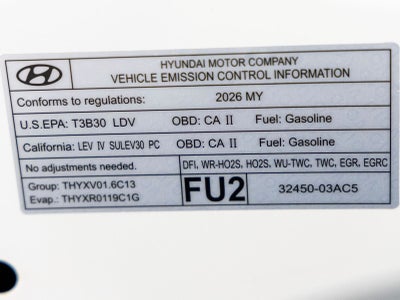 HYUNDAI MOTOR COMPANY
VEHICLE EMISSION CONTROL INFORMATION
Conforms to regulations: 2026 MY
U.S.EPA: T3B30 LDV OBD: CA II Fuel: Gasoline
California: LEV IV SULEV30 PC OBD: CA II Fuel: Gasoline
No adjustments needed. DFI, WR-HO2S, HO2S, WU-TWC, TWC, EGR, EGRC
Group: THYXV01.6C13 FU2 32450-03AC5
Evap.: THYXR0119C1G